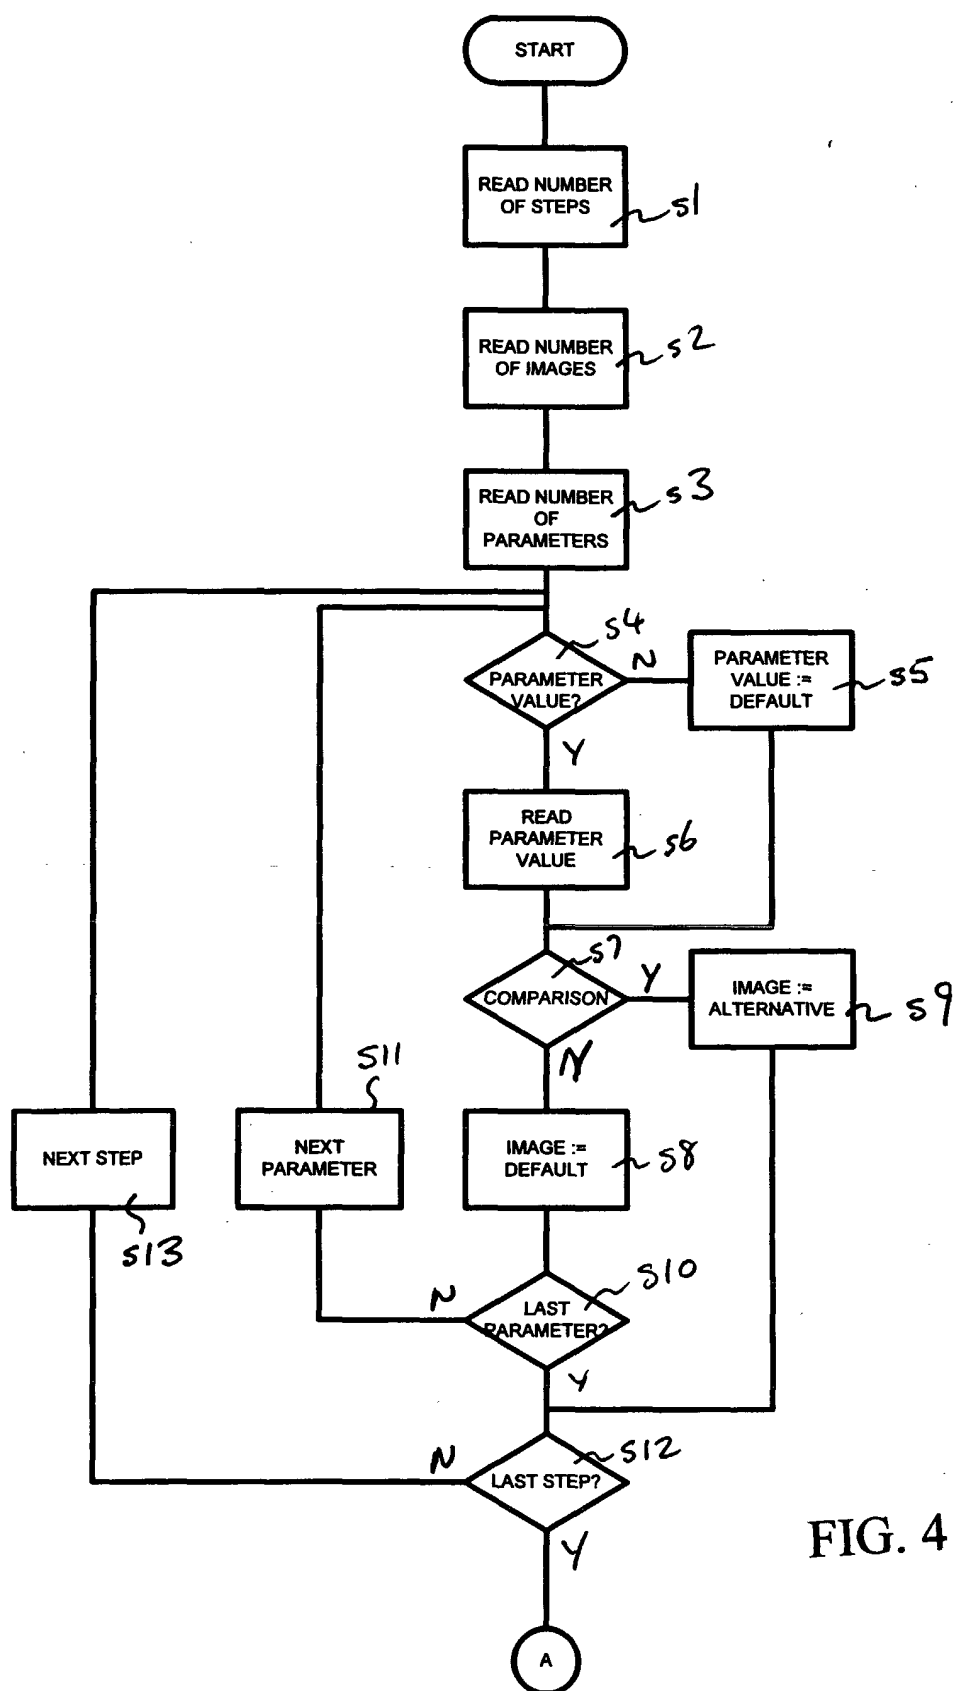 START
READ NUMBER
OF STEPS
s1
READ NUMBER
OF IMAGES
s2
READ NUMBER
OF
PARAMETERS
s3
s4
PARAMETER
VALUE?
N
Y
PARAMETER
VALUE :=
DEFAULT
s5
READ
PARAMETER
VALUE
s6
s7
COMPARISON
Y
N
IMAGE :=
ALTERNATIVE
s9
NEXT STEP
s13
s11
NEXT
PARAMETER
IMAGE :=
DEFAULT
s8
s10
N
LAST
PARAMETER?
Y
s12
N
LAST STEP?
Y
FIG. 4
A